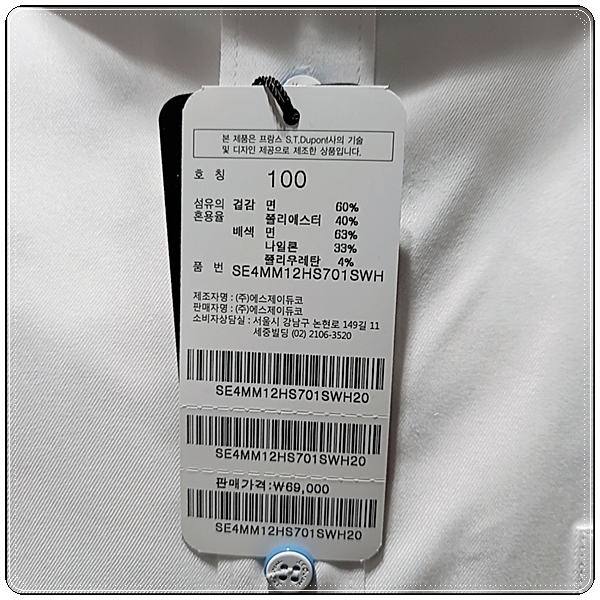 본 제품은 프랑스 S.T.Dupont사의 기술
및 디자인 제공으로 제조한 상품입니다.
호 칭 100
섬유의 겉감 면 60%
혼용율 폴리에스터 40%
배색 면 63%
나일론 33%
폴리우레탄 4%
품 번 SE4MM12HS701SWH
제조자명 : (주)에스제이듀코
판매자명 : (주)에스제이듀코
소비자상담실 : 서울시 강남구 논현로 149길 11
세중빌딩 (02) 2106-3520
SE4MM12HS701SWH20
SE4MM12HS701SWH20
판매가격:₩69,000
SE4MM12HS701SWH20